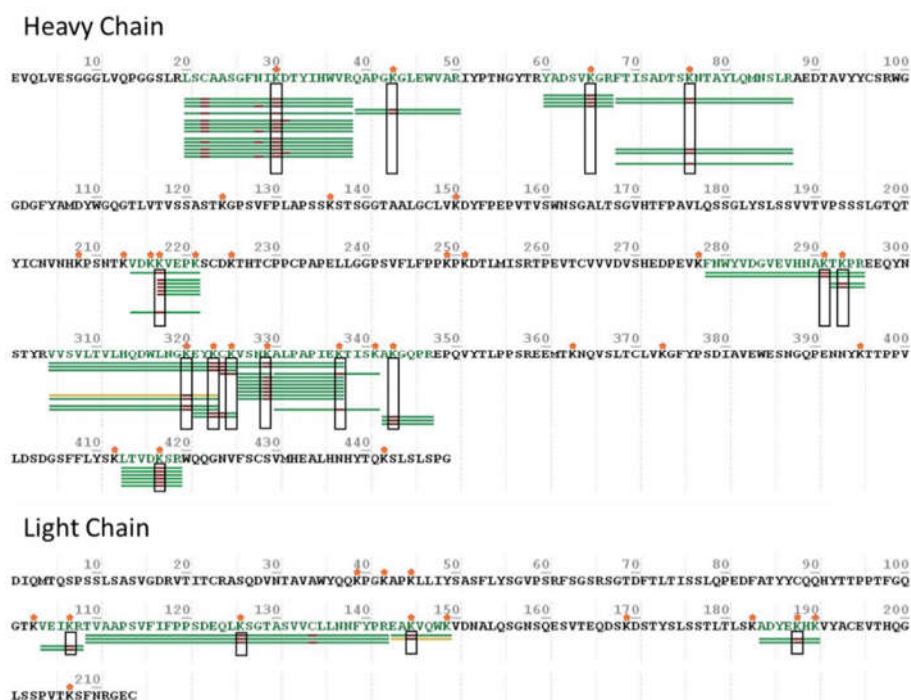 Heavy Chain
10 20 30 40 50 60 70 80 90 100
EVQLVESGGGLVQPGGSLRLSCAASGFNIKDTYIHWVRQAPGKGLEWVARIYPTNGYTRYADSVKGRFTISADTSKNTAYLQMNSLRAEDTAVYYCSRWG
110 120 130 140 150 160 170 180 190 200
GDGFYAMDYWGQGTLVTVSSASTKGPSVFPLAPSSKSTSGGTAALGCLVKDYFPEPVTVSWNSGALTSGVHTFPAVLQSSGLYSLSSVVTVPSSSLGTQT
210 220 230 240 250 260 270 280 290 300
YICNVNHKPSNTKVDKKVEPKSCDKTHTCPPCPAPELLGGPSVFLFPPKPKDTLMISRTPEVTCVVVDVSHEDPEVKFNWYVDGVEVHNAKTKPREEQYN
310 320 330 340 350 360 370 380 390 400
STYRVVSVLTVLHQDWLNGKEYKCKVSNKALPAPIEKTISKAKGQPREPQVYTLPPSREEMTKNQVSLTCLVKGFYPSDIAVEWESNGQPENNYKTTPPV
410 420 430 440
LDSDGSFFLYSKLTVDKSRWQQGNVFSCSVMHEALHNHYTQKSLSLSPG
Light Chain
10 20 30 40 50 60 70 80 90 100
DIQMTQSPSSLSASVGDRVTITCRASQDVNTAVAWYQQKPGKAPKLLIYSASFLYSGVPSRFSGSRSGTDFTLTISSLQPEDFATYYCQQHYTTPPTFGQ
110 120 130 140 150 160 170 180 190 200
GTKVEIKRTVAAPSVFIFPPSDEQLKSGTASVVCLLNNFYPREAKVQWKVDNALQSGNSQESVTEQDSKDSTYSLSSTLTLSKADYEKHKVYACEVTHQG
210
LSSPVTKSFNRGEC